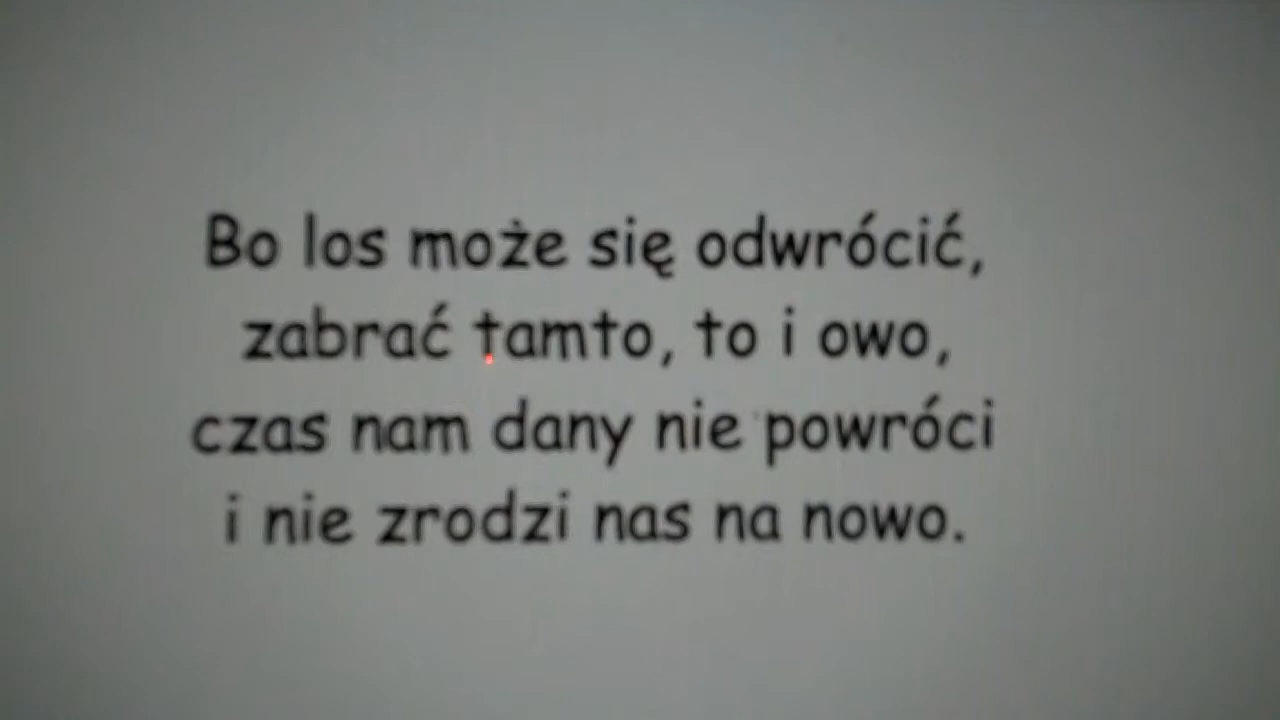 Bo los może się odwrócić,
zabrać tamto, to i owo,
czas nam dany nie powróci
i nie zrodzi nas na nowo.